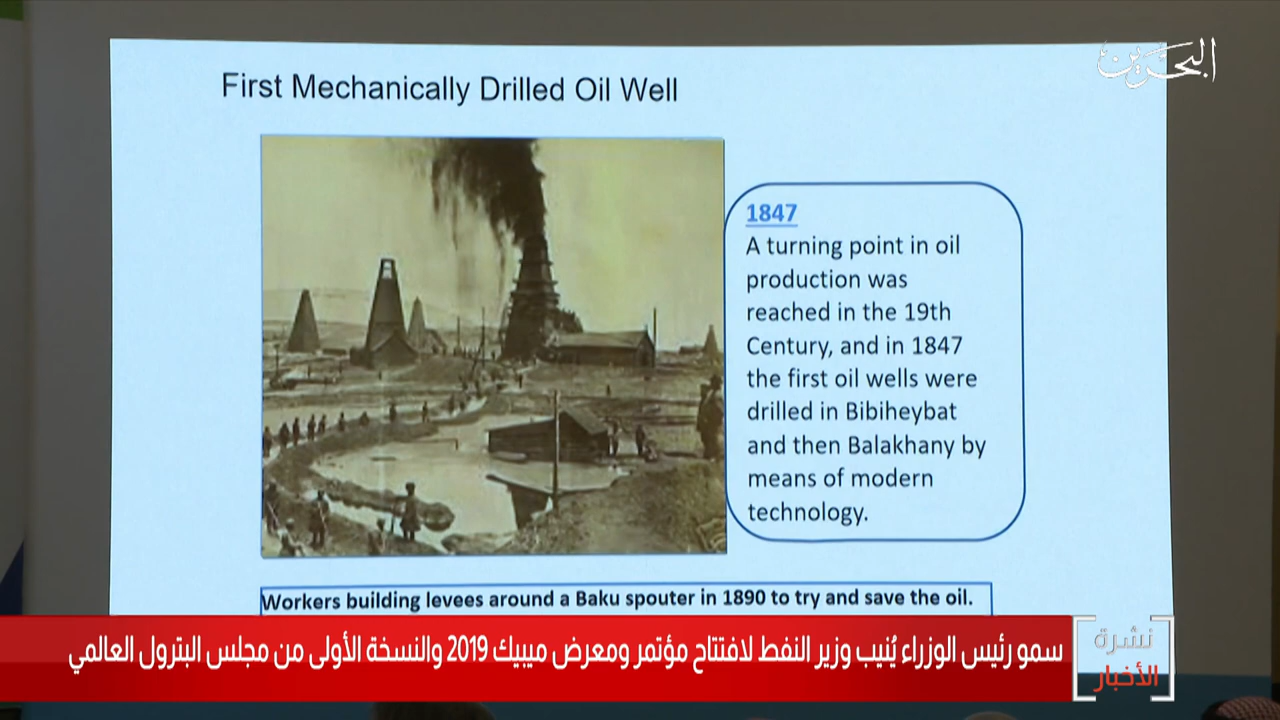 البحرين
First Mechanically Drilled Oil Well
1847
A turning point in oil
production was
reached in the 19th
Century, and in 1847
the first oil wells were
drilled in Bibiheybat
and then Balakhany by
means of modern
technology.
Workers building levees around a Baku spouter in 1890 to try and save the oil.
سمو رئيس الوزراء يُنيب وزير النفط لافتتاح مؤتمر ومعرض ميبيك 2019 والنسخة الأولى من مجلس البترول العالمي
نشرة
الأخبار